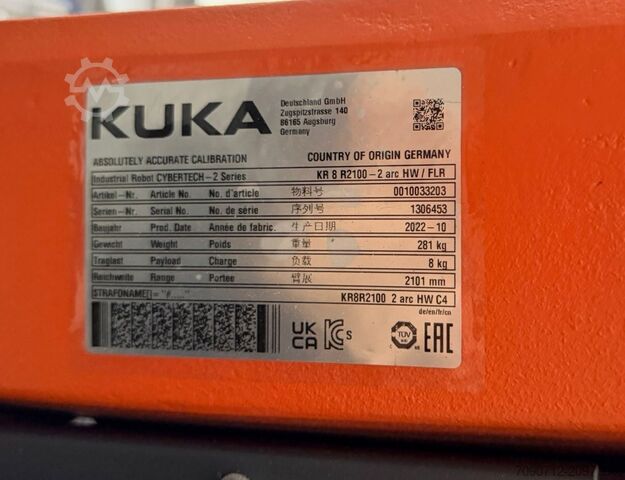 KUKA
Deutschland GmbH
Zugspitzstrasse 140
86165 Augsburg
Germany
ABSOLUTELY ACCURATE CALIBRATION COUNTRY OF ORIGIN GERMANY
Industrial Robot CYBERTECH-2 Series KR 8 R2100-2 arc HW / FLR
Artikel-Nr. Article No. No. d'article 物料号 0010033203
Serien-Nr. Serial No. No. de série 序列号 1306453
Baujahr Prod. Date Année de fabric. 生产日期 2022-10
Gewicht Weight Poids 重量 281 kg
Traglast Payload Charge 负载 8 kg
Reichweite Range Portee 臂展 2101 mm
STRAFONAME[]= "#....." KR8R2100_2 arc HW C4
de/en/fr/cn
UK CA S TÜV EAC